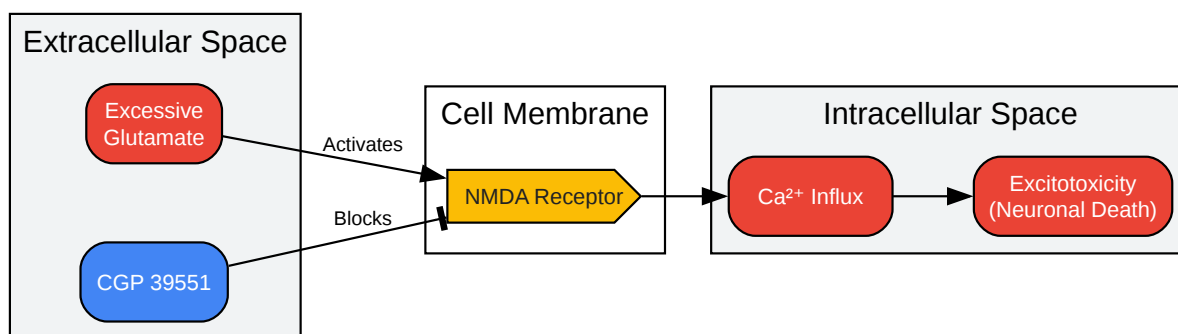 Extracellular Space
Excessive
Glutamate
CGP 39551
Activates
Blocks
Cell Membrane
NMDA Receptor
Intracellular Space
Ca²⁺ Influx
Excitotoxicity
(Neuronal Death)